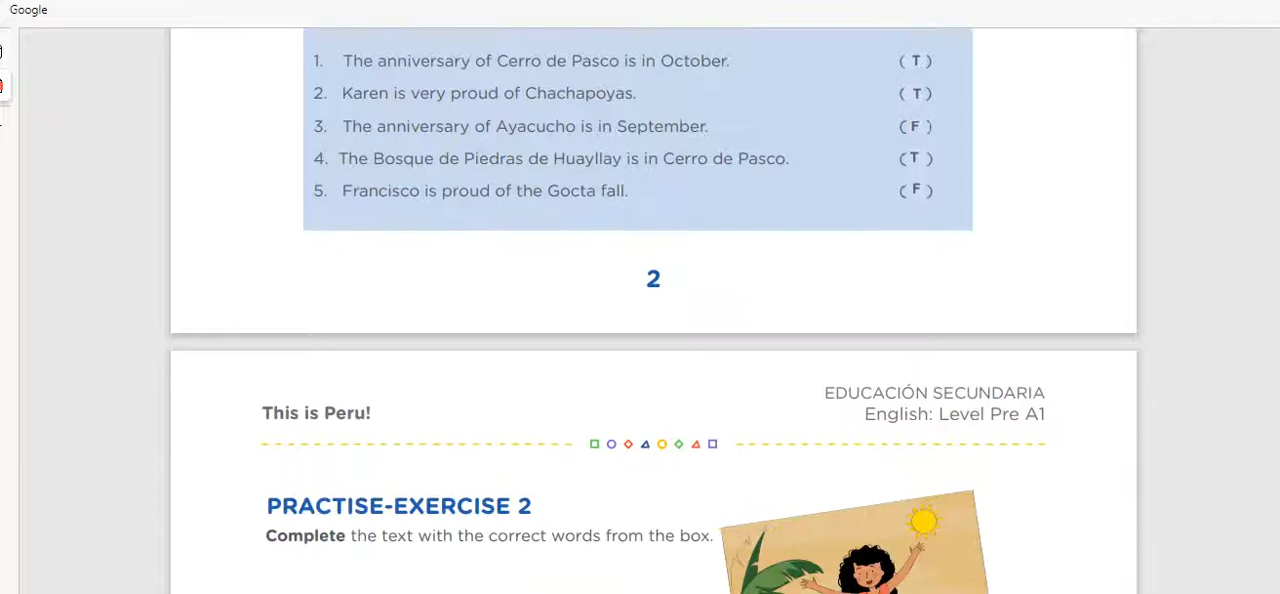 Google
1. The anniversary of Cerro de Pasco is in October. ( T )
2. Karen is very proud of Chachapoyas. ( T )
3. The anniversary of Ayacucho is in September. ( F )
4. The Bosque de Piedras de Huayllay is in Cerro de Pasco. ( T )
5. Francisco is proud of the Gocta fall. ( F )
2
This is Peru!
EDUCACIÓN SECUNDARIA
English: Level Pre A1
PRACTISE-EXERCISE 2
Complete the text with the correct words from the box.